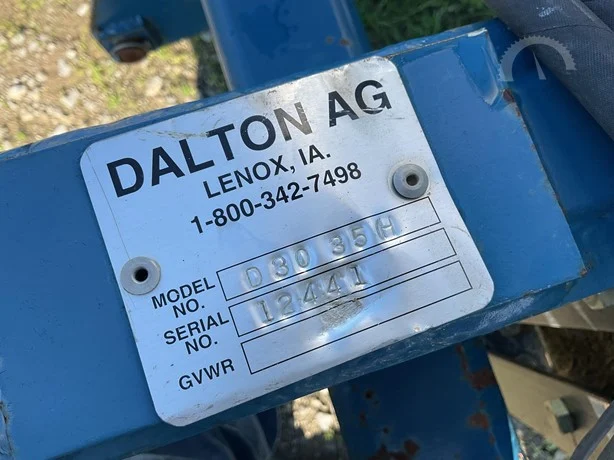 DALTON AG
LENOX, IA.
1-800-342-7498
MODEL NO. D30 35H
SERIAL NO. 12441
GVWR